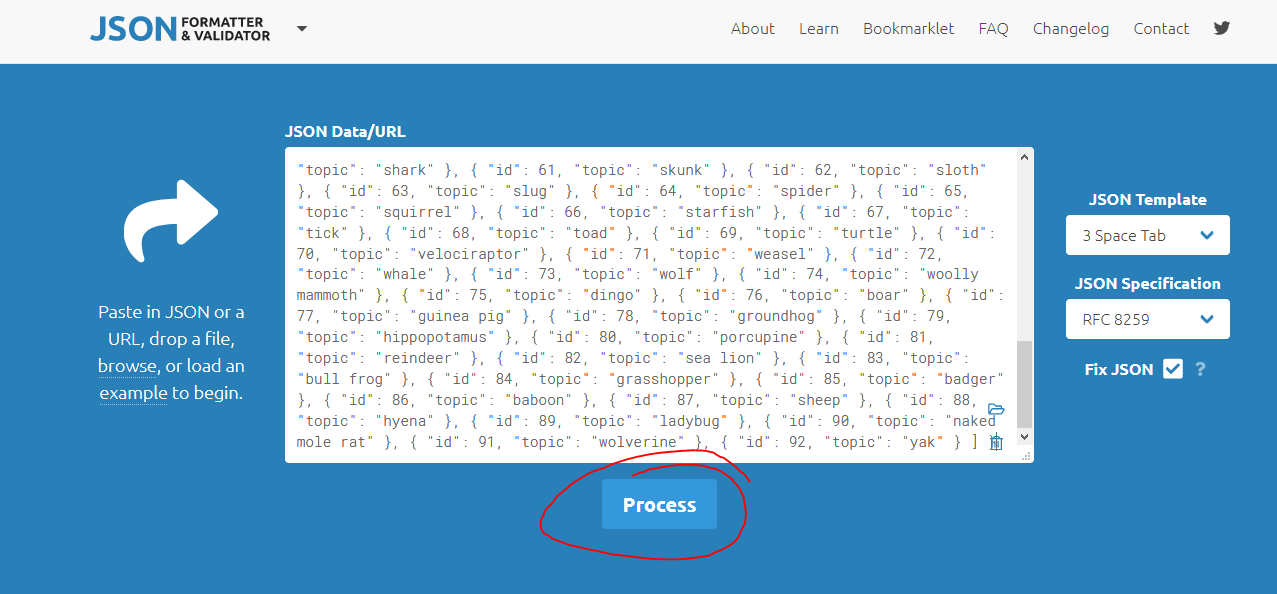 JSON FORMATTER & VALIDATOR
About Learn Bookmarklet FAQ Changelog Contact
JSON Data/URL
"topic": "shark" }, { "id": 61, "topic": "skunk" }, { "id": 62, "topic": "sloth"
}, { "id": 63, "topic": "slug" }, { "id": 64, "topic": "spider" }, { "id": 65,
"topic": "squirrel" }, { "id": 66, "topic": "starfish" }, { "id": 67, "topic":
"tick" }, { "id": 68, "topic": "toad" }, { "id": 69, "topic": "turtle" }, { "id":
70, "topic": "velociraptor" }, { "id": 71, "topic": "weasel" }, { "id": 72,
"topic": "whale" }, { "id": 73, "topic": "wolf" }, { "id": 74, "topic": "woolly
mammoth" }, { "id": 75, "topic": "dingo" }, { "id": 76, "topic": "boar" }, { "id":
77, "topic": "guinea pig" }, { "id": 78, "topic": "groundhog" }, { "id": 79,
"topic": "hippopotamus" }, { "id": 80, "topic": "porcupine" }, { "id": 81,
"topic": "reindeer" }, { "id": 82, "topic": "sea lion" }, { "id": 83, "topic":
"bull frog" }, { "id": 84, "topic": "grasshopper" }, { "id": 85, "topic": "badger"
}, { "id": 86, "topic": "baboon" }, { "id": 87, "topic": "sheep" }, { "id": 88,
"topic": "hyena" }, { "id": 89, "topic": "ladybug" }, { "id": 90, "topic": "naked
mole rat" }, { "id": 91, "topic": "wolverine" }, { "id": 92, "topic": "yak" } ]
Paste in JSON or a
URL, drop a file,
browse, or load an
example to begin.
JSON Template
3 Space Tab
JSON Specification
RFC 8259
Fix JSON ?
Process